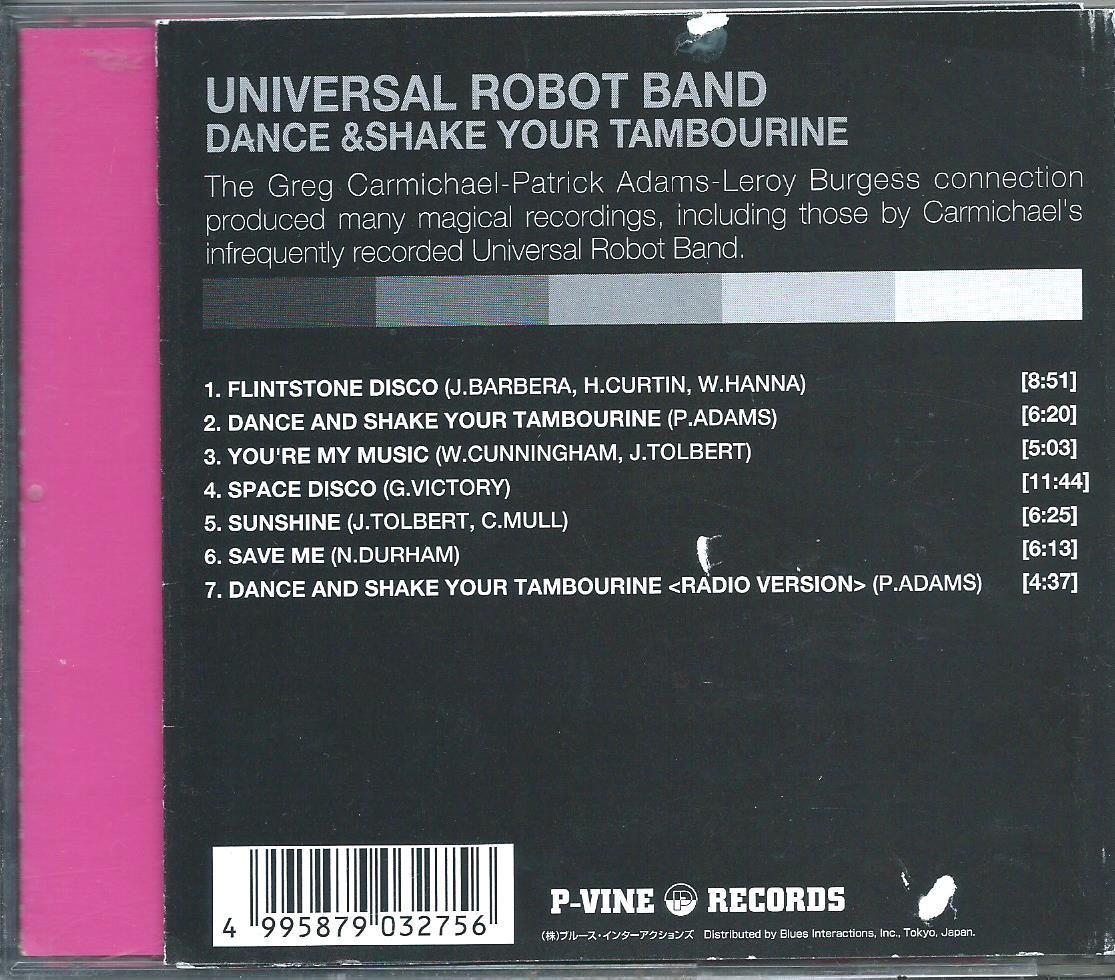 UNIVERSAL ROBOT BAND
DANCE &SHAKE YOUR TAMBOURINE
The Greg Carmichael-Patrick Adams-Leroy Burgess connection
produced many magical recordings, including those by Carmichael's
infrequently recorded Universal Robot Band.
1. FLINTSTONE DISCO (J.BARBERA, H.CURTIN, W.HANNA) [8:51]
2. DANCE AND SHAKE YOUR TAMBOURINE (P.ADAMS) [6:20]
3. YOU'RE MY MUSIC (W.CUNNINGHAM, J.TOLBERT) [5:03]
4. SPACE DISCO (G.VICTORY) [11:44]
5. SUNSHINE (J.TOLBERT, C.MULL) [6:25]
6. SAVE ME (N.DURHAM) [6:13]
7. DANCE AND SHAKE YOUR TAMBOURINE <RADIO VERSION> (P.ADAMS) [4:37]
4 995879 032756
P-VINE P RECORDS
(株)ブルース・インターアクションズ Distributed by Blues Interactions, Inc., Tokyo, Japan.